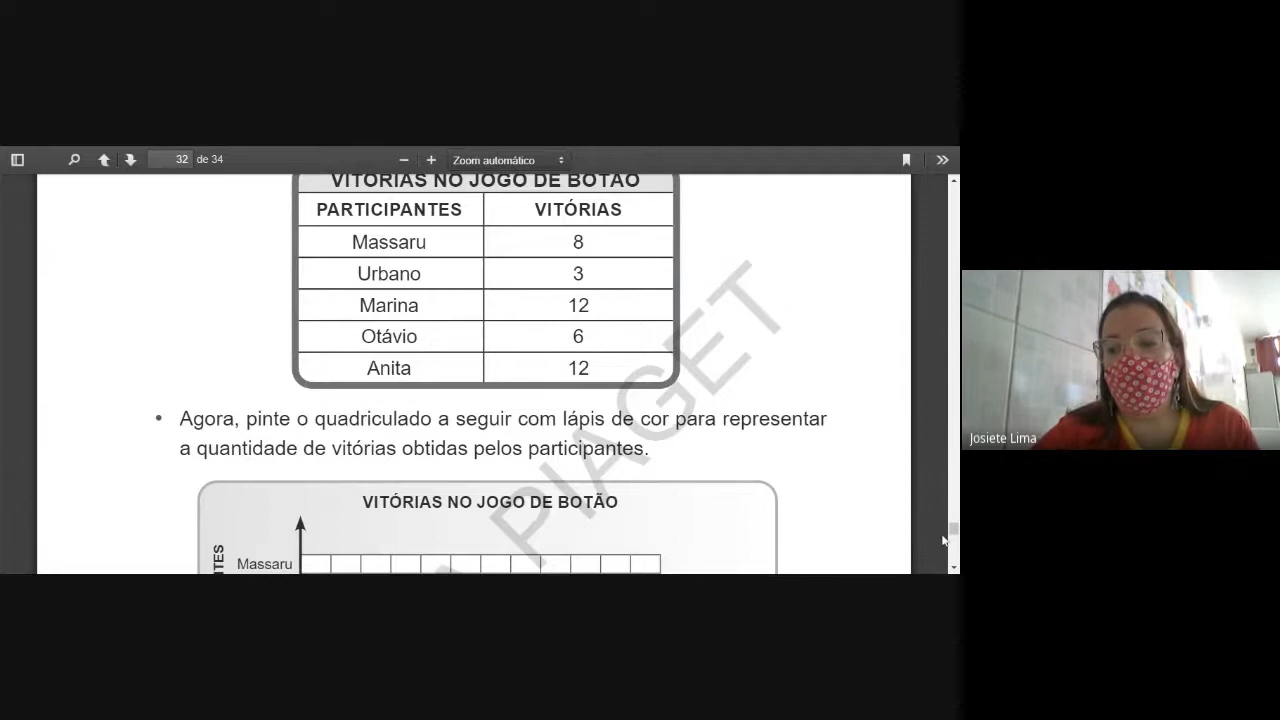 32 de 34
Zoom automático
VITÓRIAS NO JOGO DE BOTÃO
PARTICIPANTES VITÓRIAS
Massaru 8
Urbano 3
Marina 12
Otávio 6
Anita 12
• Agora, pinte o quadriculado a seguir com lápis de cor para representar
a quantidade de vitórias obtidas pelos participantes.
VITÓRIAS NO JOGO DE BOTÃO
Massaru
PIAGET
Josiete Lima